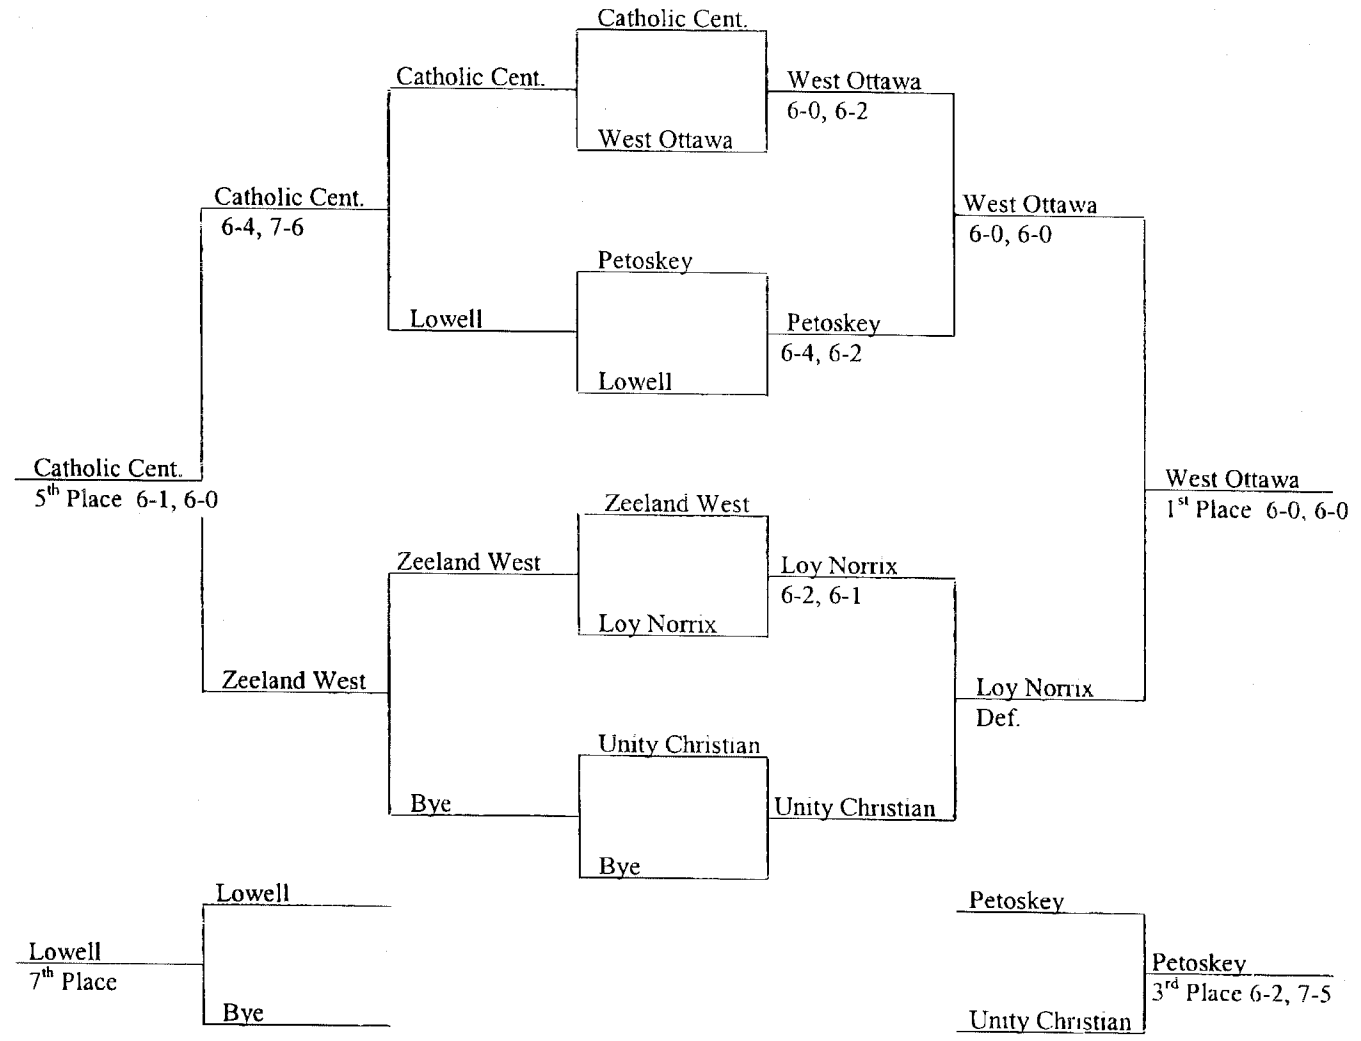 Catholic Cent.
Catholic Cent.
West Ottawa
6-0, 6-2
West Ottawa
Catholic Cent.
6-4, 7-6
West Ottawa
6-0, 6-0
Petoskey
Lowell
Petoskey
6-4, 6-2
Lowell
Catholic Cent.
5th Place 6-1, 6-0
West Ottawa
1st Place 6-0, 6-0
Zeeland West
Zeeland West
Loy Norrix
6-2, 6-1
Loy Norrix
Zeeland West
Loy Norrix
Def.
Unity Christian
Bye
Unity Christian
Bye
Lowell
Petoskey
Lowell
7th Place
Petoskey
3rd Place 6-2, 7-5
Bye
Unity Christian